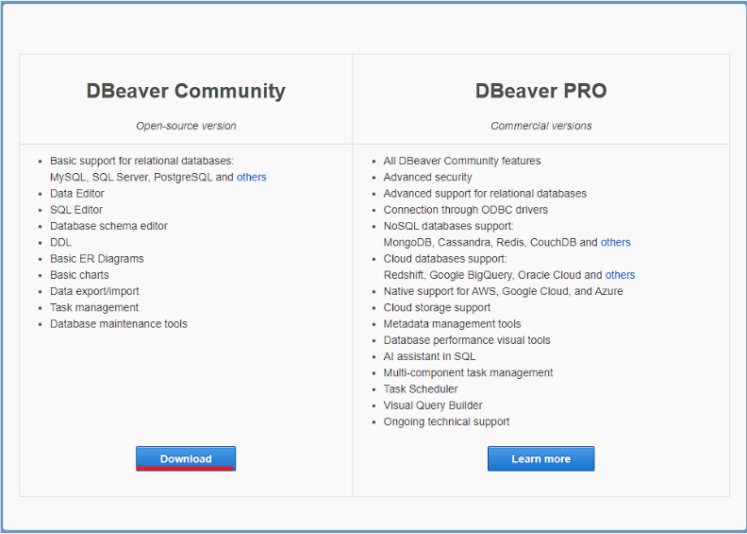 DBeaver Community
Open-source version
Basic support for relational databases:
MySQL, SQL Server, PostgreSQL and others
Data Editor
SQL Editor
Database schema editor
DDL
Basic ER Diagrams
Basic charts
Data export/import
Task management
Database maintenance tools
Download
DBeaver PRO
Commercial versions
All DBeaver Community features
Advanced security
Advanced support for relational databases
Connection through ODBC drivers
NoSQL databases support:
MongoDB, Cassandra, Redis, CouchDB and others
Cloud databases support:
Redshift, Google BigQuery, Oracle Cloud and others
Native support for AWS, Google Cloud, and Azure
Cloud storage support
Metadata management tools
Database performance visual tools
AI assistant in SQL
Multi-component task management
Task Scheduler
Visual Query Builder
Ongoing technical support
Learn more